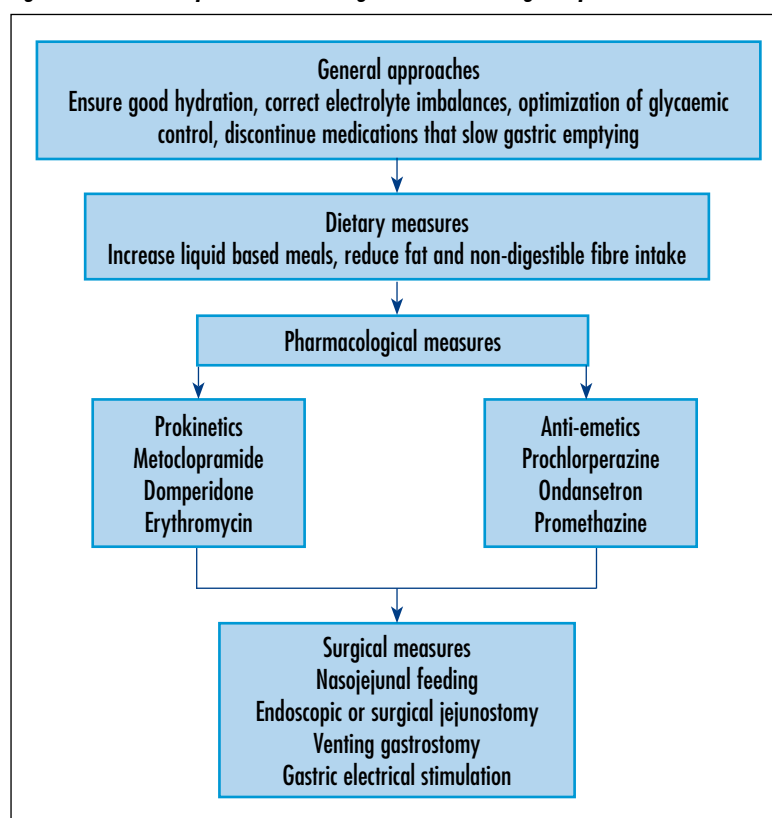 General approaches
Ensure good hydration, correct electrolyte imbalances, optimization of glycaemic
control, discontinue medications that slow gastric emptying
Dietary measures
Increase liquid based meals, reduce fat and non-digestible fibre intake
Pharmacological measures
Prokinetics
Metoclopramide
Domperidone
Erythromycin
Anti-emetics
Prochlorperazine
Ondansetron
Promethazine
Surgical measures
Nasojejunal feeding
Endoscopic or surgical jejunostomy
Venting gastrostomy
Gastric electrical stimulation